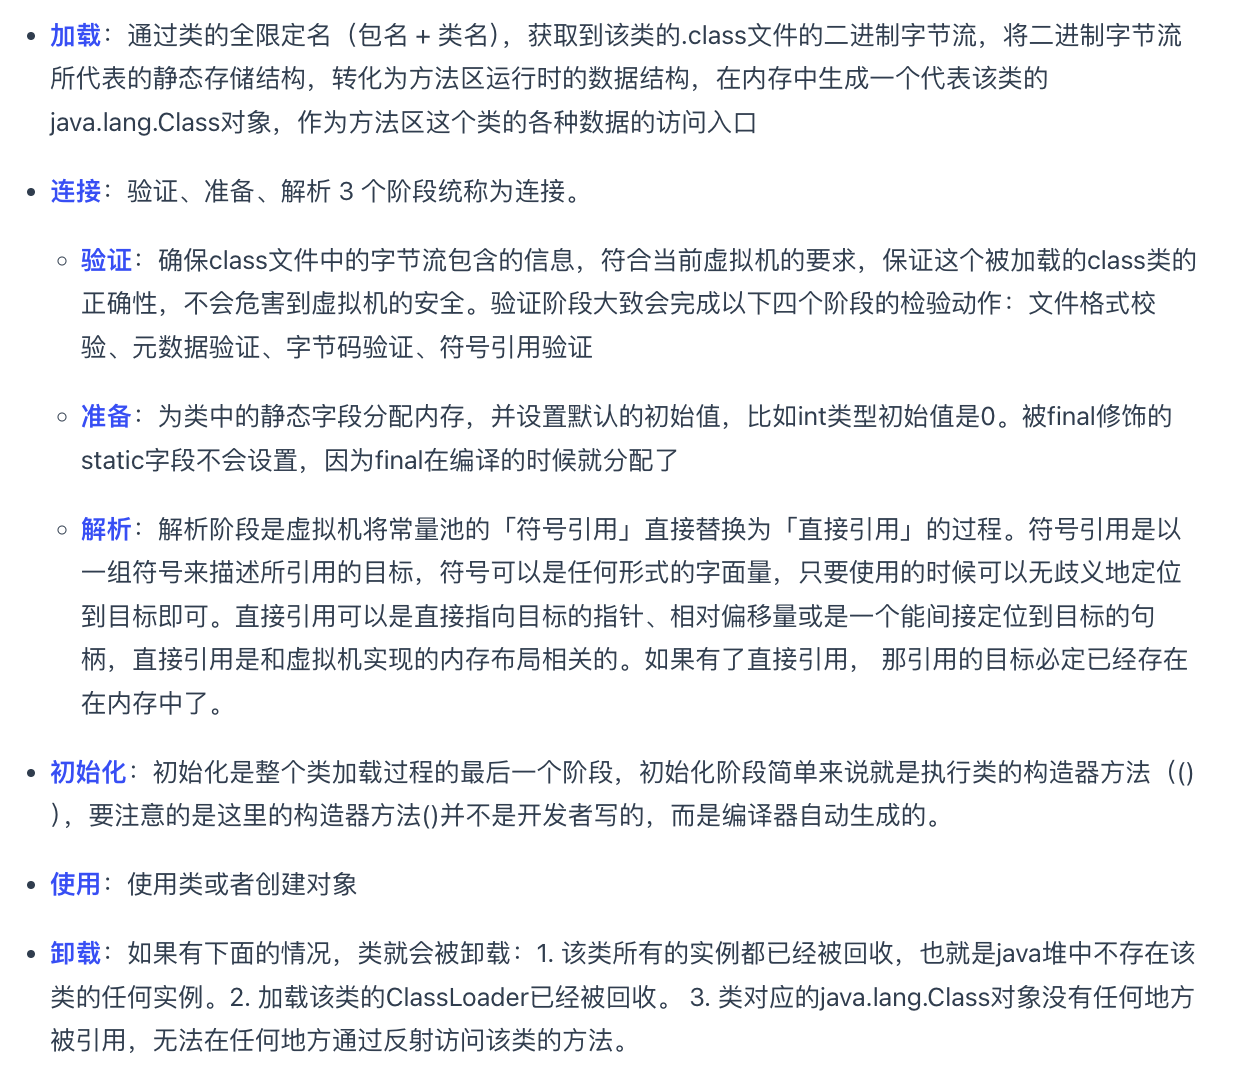 加载：通过类的全限定名（包名 + 类名），获取到该类的.class文件的二进制字节流，将二进制字节流
所代表的静态存储结构，转化为方法区运行时的数据结构，在内存中生成一个代表该类的
java.lang.Class对象，作为方法区这个类的各种数据的访问入口
连接：验证、准备、解析 3 个阶段统称为连接。
验证：确保class文件中的字节流包含的信息，符合当前虚拟机的要求，保证这个被加载的class类的
正确性，不会危害到虚拟机的安全。验证阶段大致会完成以下四个阶段的检验动作：文件格式校
验、元数据验证、字节码验证、符号引用验证
准备：为类中的静态字段分配内存，并设置默认的初始值，比如int类型初始值是0。被final修饰的
static字段不会设置，因为final在编译的时候就分配了
解析：解析阶段是虚拟机将常量池的「符号引用」直接替换为「直接引用」的过程。符号引用是以
一组符号来描述所引用的目标，符号可以是任何形式的字面量，只要使用的时候可以无歧义地定位
到目标即可。直接引用可以是直接指向目标的指针、相对偏移量或是一个能间接定位到目标的句
柄，直接引用是和虚拟机实现的内存布局相关的。如果有了直接引用， 那引用的目标必定已经存在
在内存中了。
初始化：初始化是整个类加载过程的最后一个阶段，初始化阶段简单来说就是执行类的构造器方法（()
），要注意的是这里的构造器方法()并不是开发者写的，而是编译器自动生成的。
使用：使用类或者创建对象
卸载：如果有下面的情况，类就会被卸载：1. 该类所有的实例都已经被回收，也就是java堆中不存在该
类的任何实例。2. 加载该类的ClassLoader已经被回收。 3. 类对应的java.lang.Class对象没有任何地方
被引用，无法在任何地方通过反射访问该类的方法。